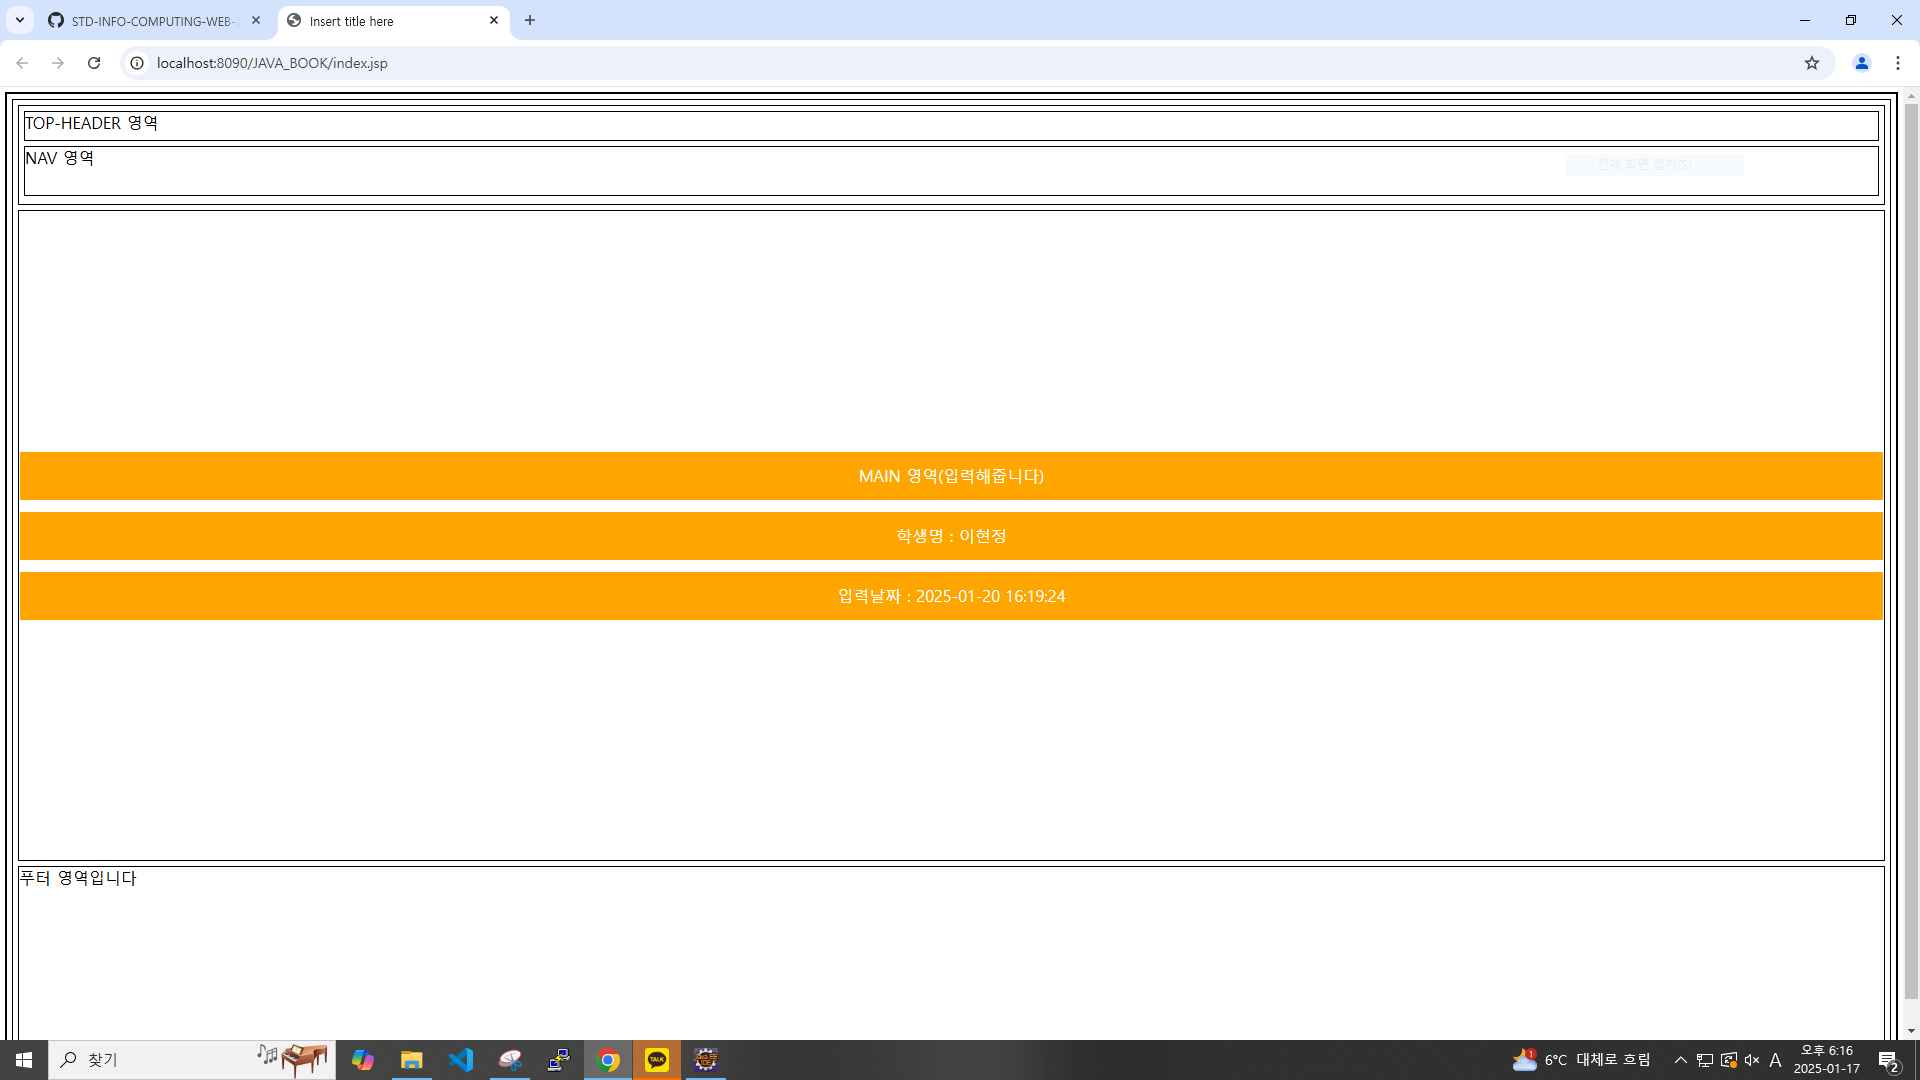 STD-INFO-COMPUTING-WEB-
Insert title here
localhost:8090/JAVA_BOOK/index.jsp
TOP-HEADER 영역
NAV 영역
전체 화면 캡처(S)
MAIN 영역(입력해줍니다)
학생명 : 이현정
입력날짜 : 2025-01-20 16:19:24
푸터 영역입니다
찾기
TALK
1
6°C 대체로 흐림
A
오후 6:16
2025-01-17
2